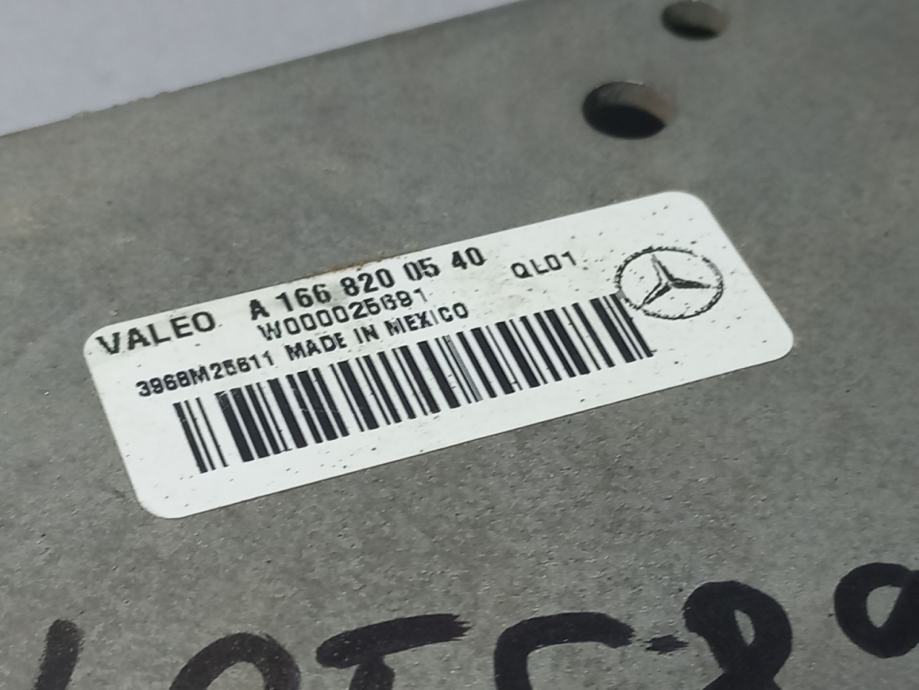 VALEO A 166 820 05 40 QL01
W000025691
3968M25611 MADE IN MEXICO